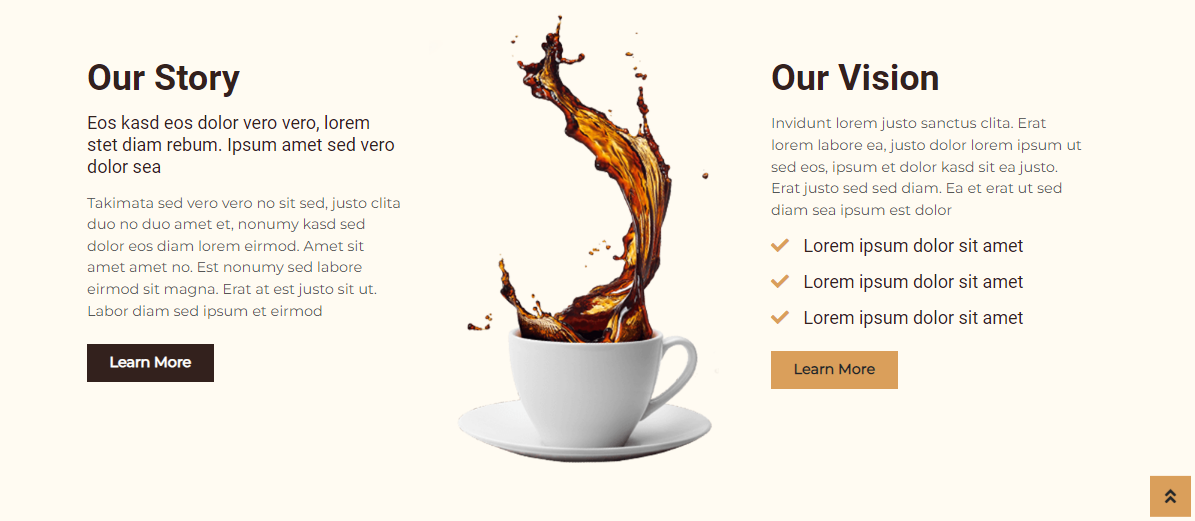 Our Story
Eos kasd eos dolor vero vero, lorem
stet diam rebum. Ipsum amet sed vero
dolor sea
Takimata sed vero vero no sit sed, justo clita
duo no duo amet et, nonumy kasd sed
dolor eos diam lorem eirmod. Amet sit
amet amet no. Est nonumy sed labore
eirmod sit magna. Erat at est justo sit ut.
Labor diam sed ipsum et eirmod
Learn More
Our Vision
Invidunt lorem justo sanctus clita. Erat
lorem labore ea, justo dolor lorem ipsum ut
sed eos, ipsum et dolor kasd sit ea justo.
Erat justo sed sed diam. Ea et erat ut sed
diam sea ipsum est dolor
Lorem ipsum dolor sit amet
Lorem ipsum dolor sit amet
Lorem ipsum dolor sit amet
Learn More